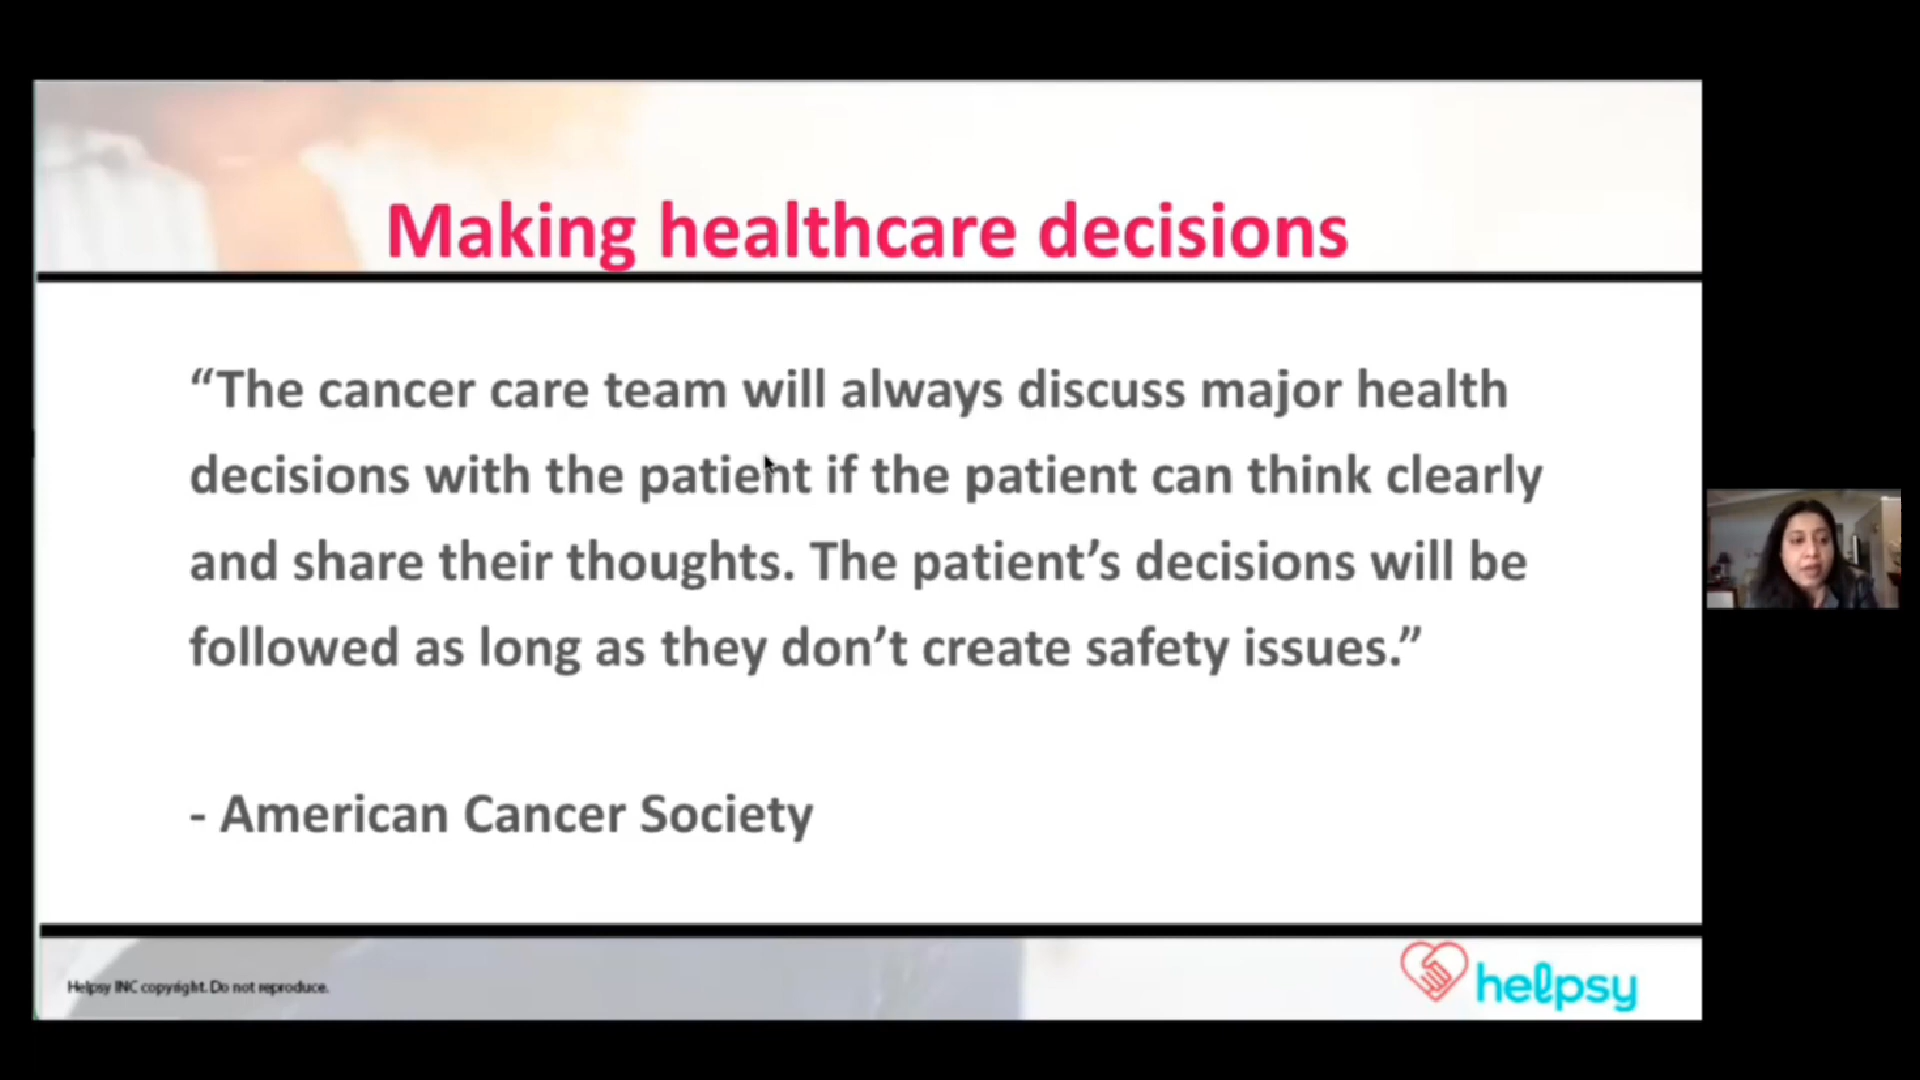 Making healthcare decisions
“The cancer care team will always discuss major health
decisions with the patient if the patient can think clearly
and share their thoughts. The patient’s decisions will be
followed as long as they don’t create safety issues.”
- American Cancer Society
Helpsy INC copyright. Do not reproduce.
helpsy